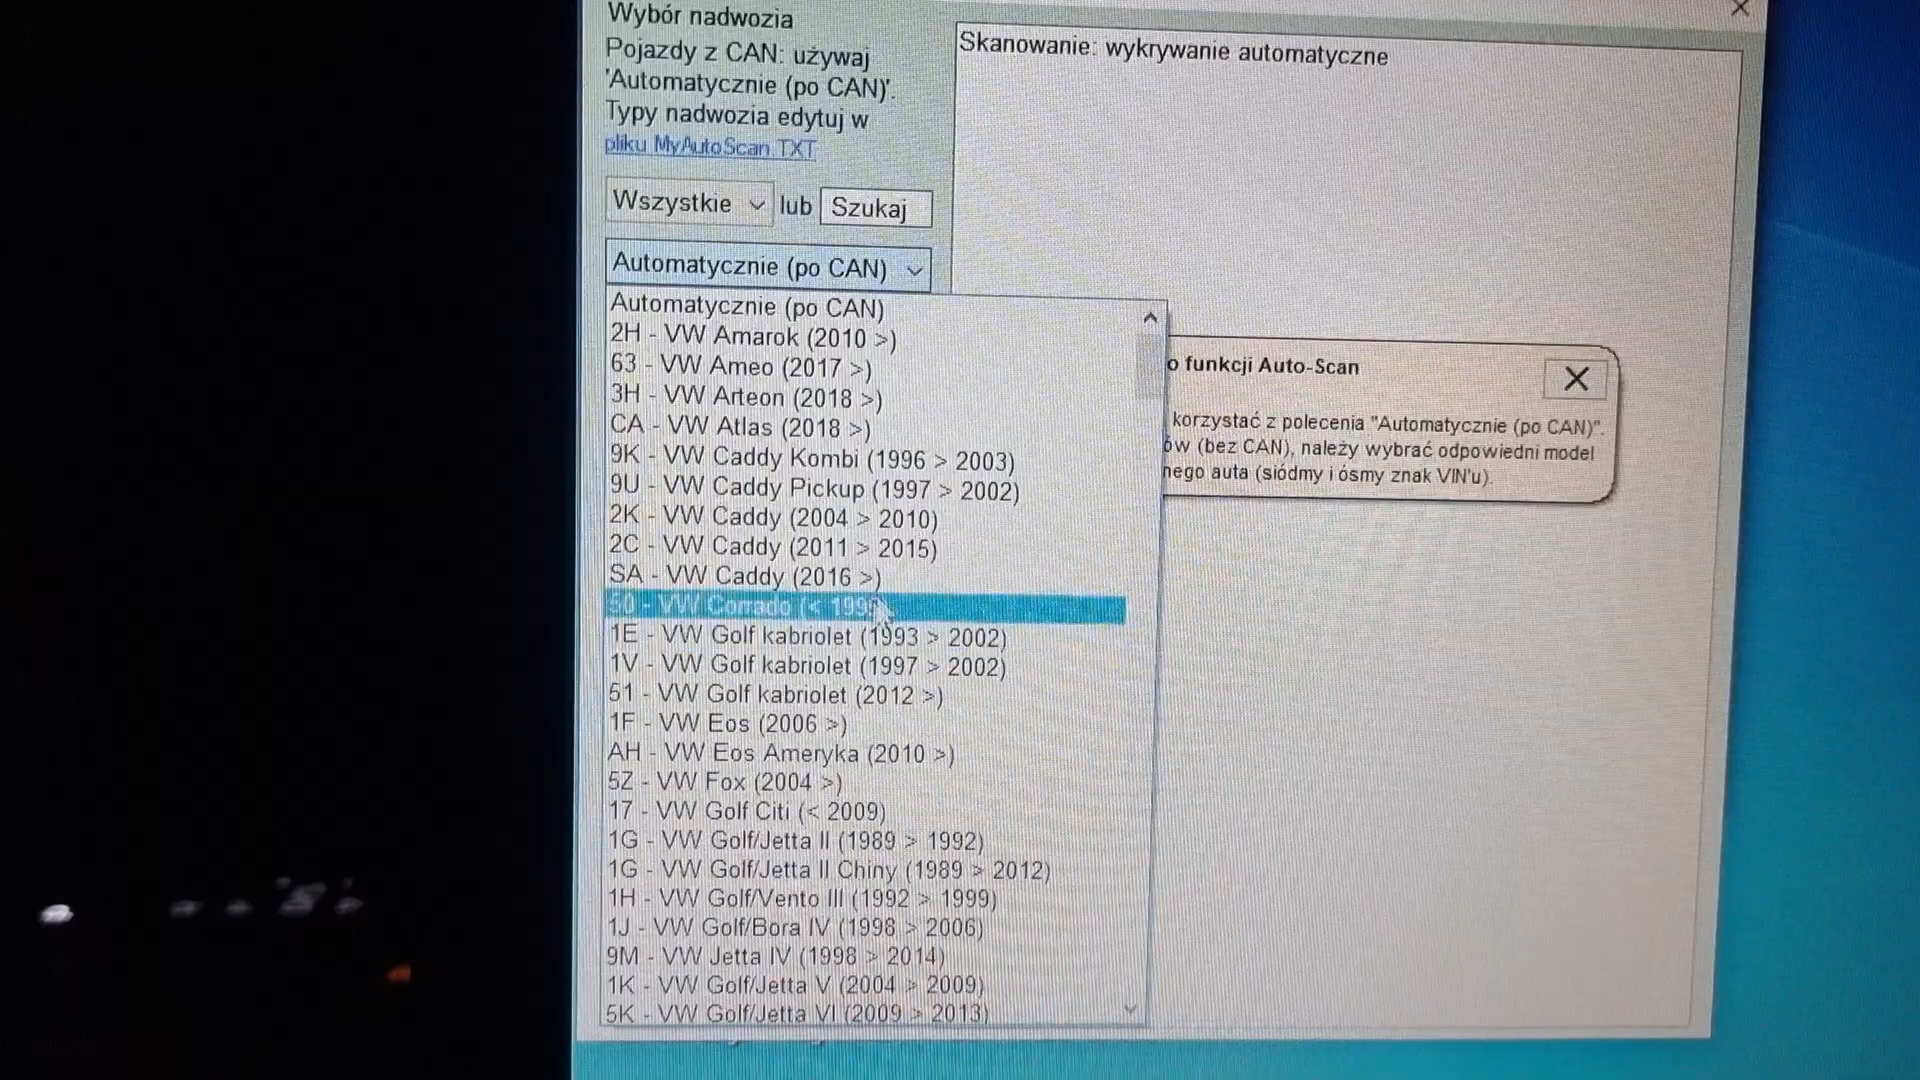 Wybór nadwozia
Pojazdy z CAN: używaj
'Automatycznie (po CAN)'.
Typy nadwozia edytuj w
pliku MyAutoScan.TXT
Skanowanie: wykrywanie automatyczne
Wszystkie lub Szukaj
Automatycznie (po CAN)
Automatycznie (po CAN)
2H - VW Amarok (2010 >)
63 - VW Ameo (2017 >)
3H - VW Arteon (2018 >)
CA - VW Atlas (2018 >)
9K - VW Caddy Kombi (1996 > 2003)
9U - VW Caddy Pickup (1997 > 2002)
2K - VW Caddy (2004 > 2010)
2C - VW Caddy (2011 > 2015)
SA - VW Caddy (2016 >)
50 - VW Corrado (<
1E - VW Golf kabriolet (1993 > 2002)
1V - VW Golf kabriolet (1997 > 2002)
51 - VW Golf kabriolet (2012 >)
1F - VW Eos (2006 >)
AH - VW Eos Ameryka (2010 >)
5Z - VW Fox (2004 >)
17 - VW Golf Citi (< 2009)
1G - VW Golf/Jetta II (1989 > 1992)
1G - VW Golf/Jetta II Chiny (1989 > 2012)
1H - VW Golf/Vento III (1992 > 1999)
1J - VW Golf/Bora IV (1998 > 2006)
9M - VW Jetta IV (1998 > 2014)
1K - VW Golf/Jetta V (2004 > 2009)
5K - VW Golf/Jetta VI (2009 > 2013)
o funkcji Auto-Scan
korzystać z polecenia "Automatycznie (po CAN)".
ów (bez CAN), należy wybrać odpowiedni model
nego auta (siódmy i ósmy znak VIN'u).